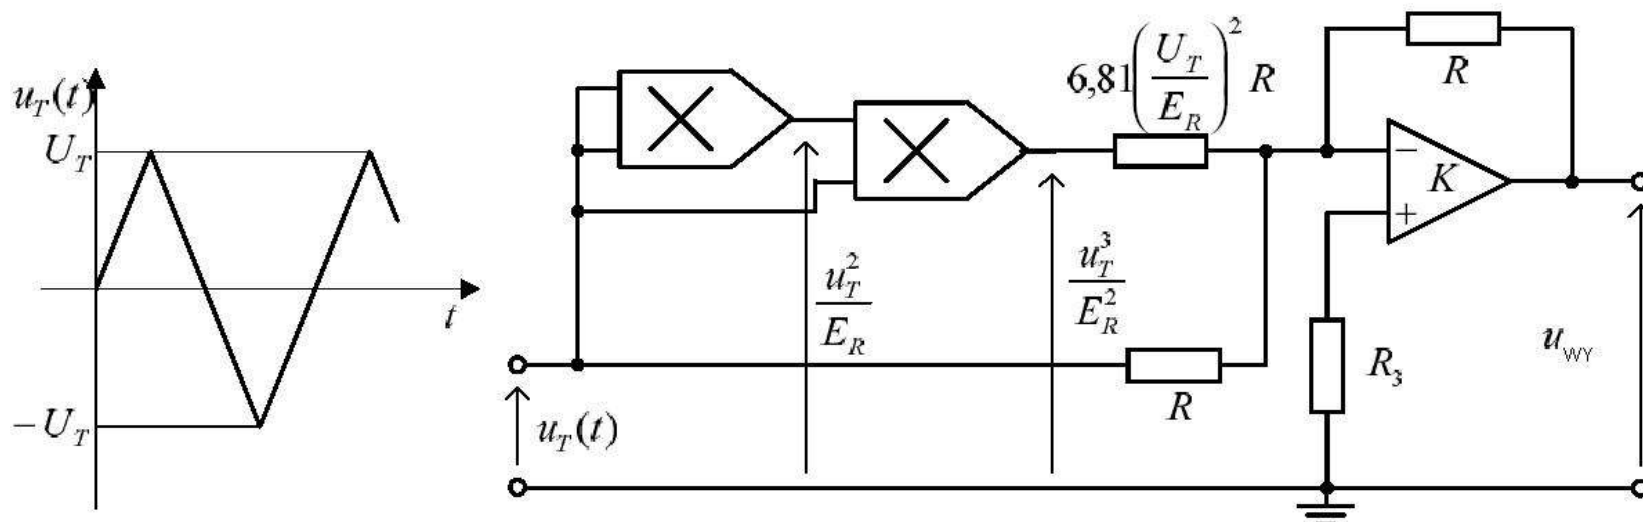 u_T(t)
U_T
-U_T
t
6,81(U_T/E_R)^2 R
R
K
−
+
u_T^2/E_R
u_T^3/E_R^2
R
R_3
u_WY
u_T(t)